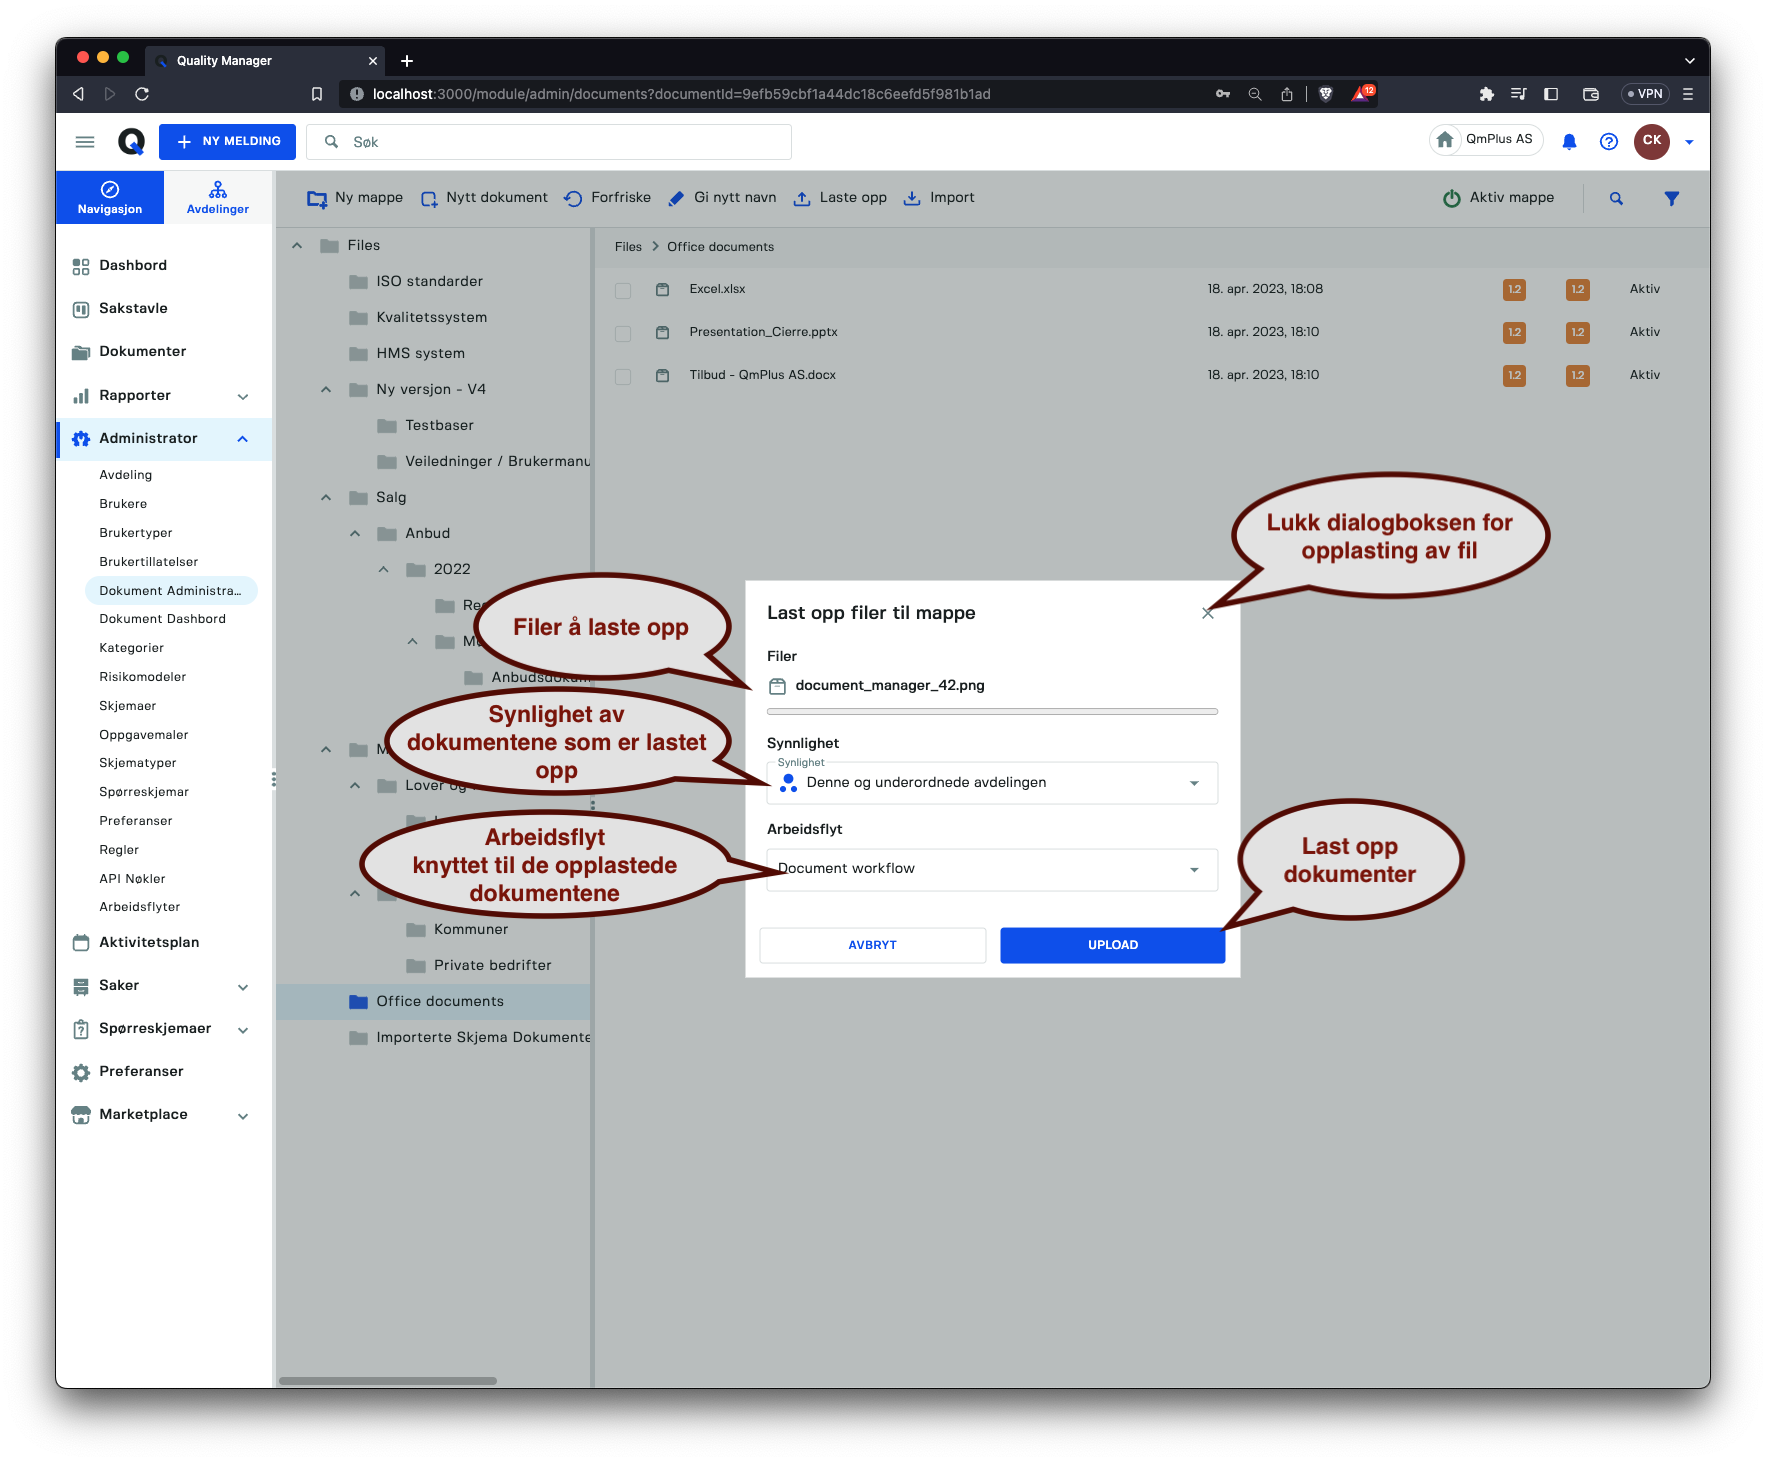 Quality Manager
localhost:3000/module/admin/documents?documentId=9efb59cbf1a44dc18c6eefd5f981b1ad
12
VPN
NY MELDING
Søk
QmPlus AS
CK
Navigasjon
Avdelinger
Ny mappe
Nytt dokument
Forfriske
Gi nytt navn
Laste opp
Import
Aktiv mappe
Dashbord
Sakstavle
Dokumenter
Rapporter
Administrator
Avdeling
Brukere
Brukertyper
Brukertillatelser
Dokument Administra...
Dokument Dashbord
Kategorier
Risikomodeler
Skjemaer
Oppgavemaler
Skjematyper
Spørreskjemar
Preferanser
Regler
API Nøkler
Arbeidsflyter
Aktivitetsplan
Saker
Spørreskjemaer
Preferanser
Marketplace
Files
ISO standarder
Kvalitetssystem
HMS system
Ny versjon - V4
Testbaser
Veiledninger / Brukermanu
Salg
Anbud
2022
Anbudsdokum
Lover og
Kommuner
Private bedrifter
Office documents
Importerte Skjema Dokumente
Files
Office documents
Excel.xlsx 18. apr. 2023, 18:08 1.2 1.2 Aktiv
Presentation_Cierre.pptx 18. apr. 2023, 18:10 1.2 1.2 Aktiv
Tilbud - QmPlus AS.docx 18. apr. 2023, 18:10 1.2 1.2 Aktiv
Lukk dialogboksen for
opplasting av fil
Filer å laste opp
Synlighet av
dokumentene som er lastet
opp
Arbeidsflyt
knyttet til de opplastede
dokumentene
Last opp
dokumenter
Last opp filer til mappe
Filer
document_manager_42.png
Synnlighet
Synlighet
Denne og underordnede avdelingen
Arbeidsflyt
Document workflow
AVBRYT
UPLOAD